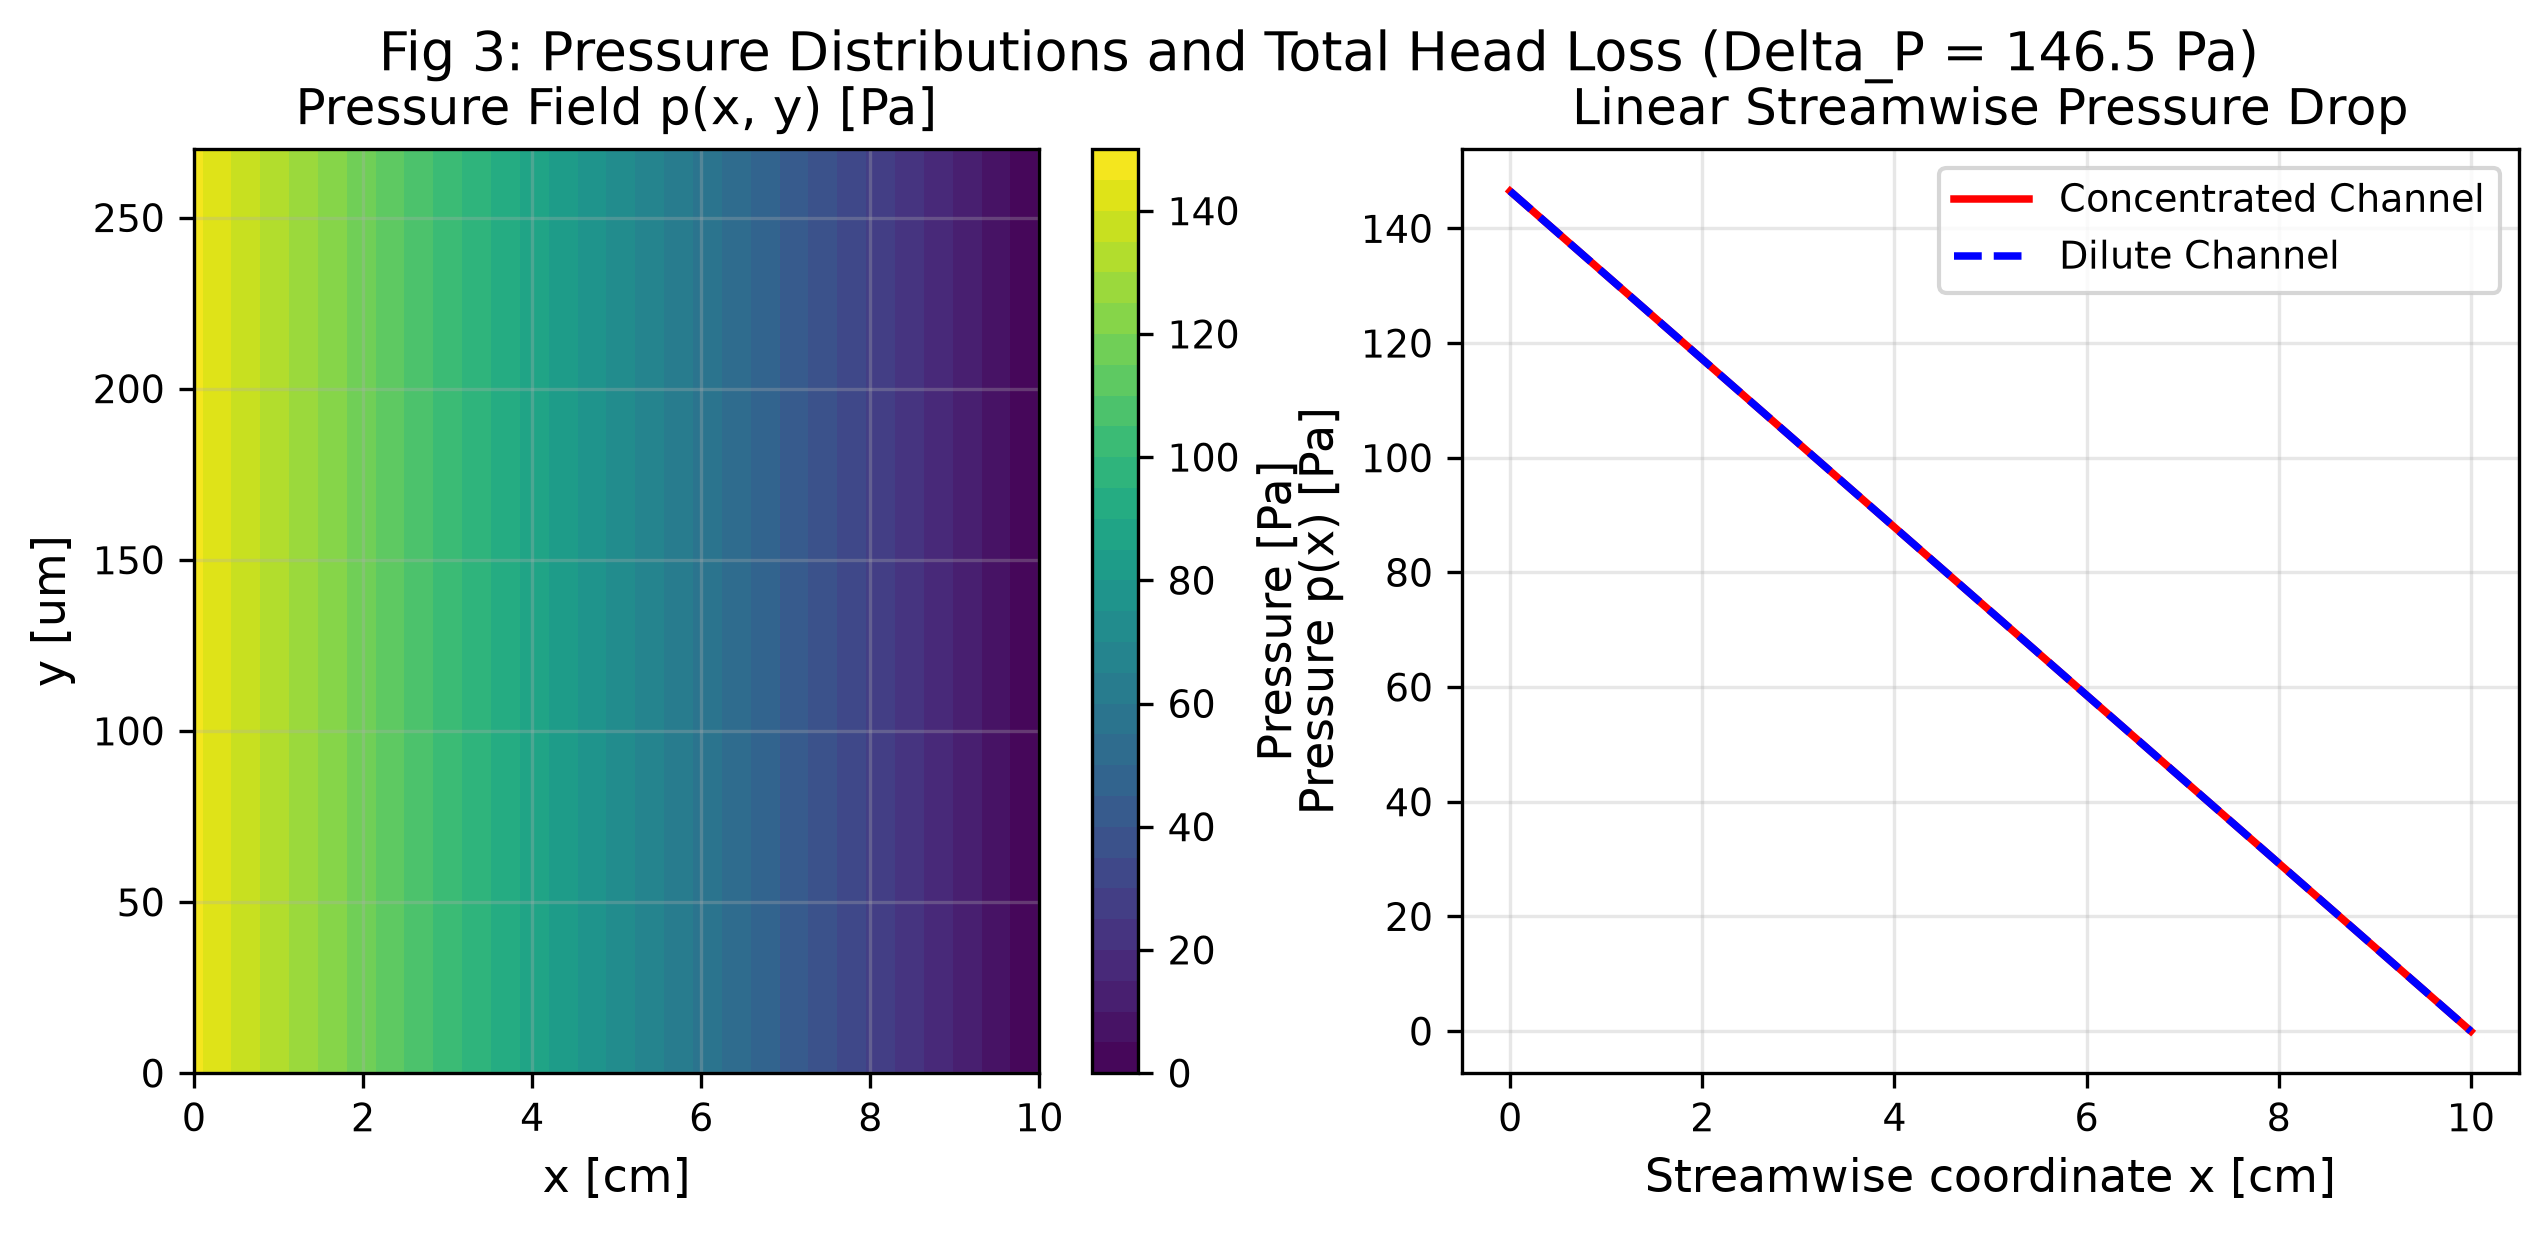 Fig 3: Pressure Distributions and Total Head Loss (Delta_P = 146.5 Pa)
Pressure Field p(x, y) [Pa]
y [um]
250
200
150
100
50
0
0 2 4 6 8 10
x [cm]
140
120
100
80
60
40
20
0
Pressure [Pa]
Linear Streamwise Pressure Drop
Pressure p(x) [Pa]
140
120
100
80
60
40
20
0
Concentrated Channel
Dilute Channel
0 2 4 6 8 10
Streamwise coordinate x [cm]